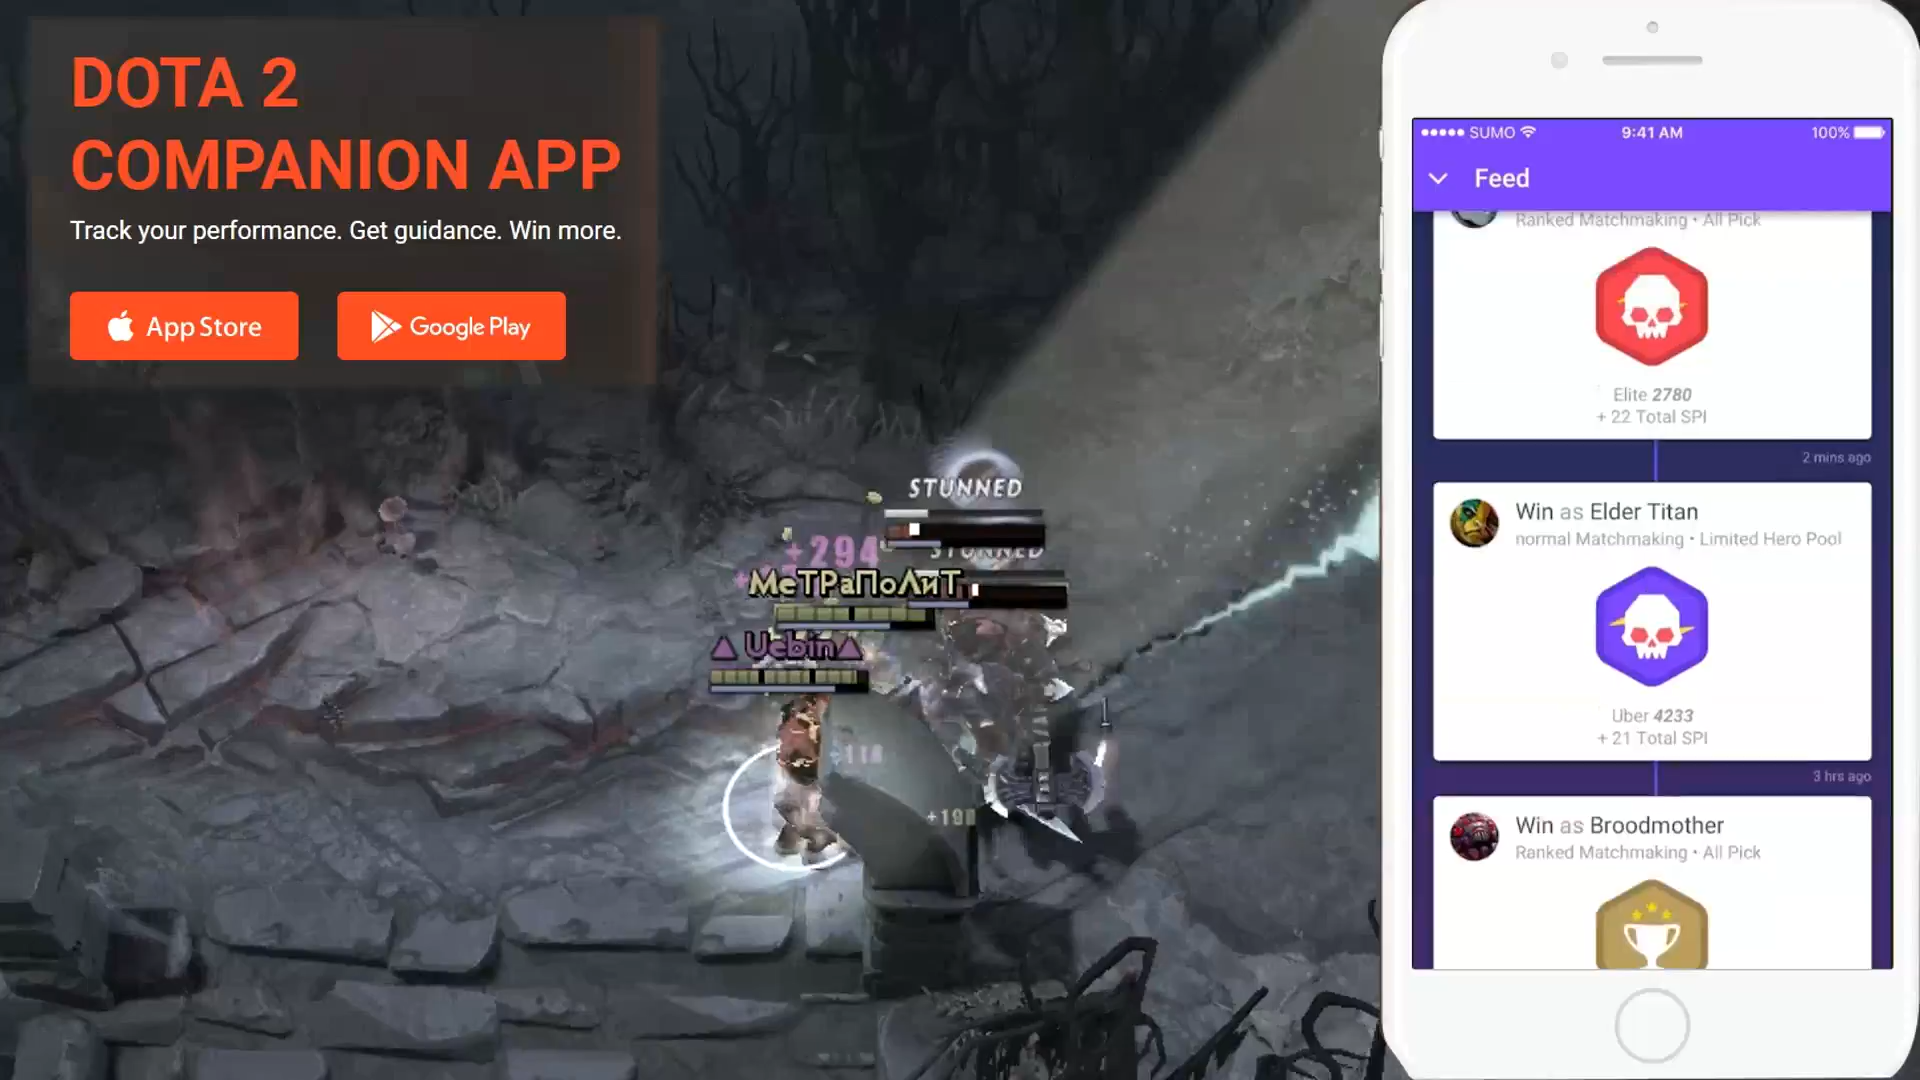 DOTA 2
COMPANION APP
Track your performance. Get guidance. Win more.
App Store
Google Play
STUNNED
STUNNED
+294
МеТРаПоЛиТ
▲ Uebin▲
+190
SUMO
9:41 AM
100%
Feed
Ranked Matchmaking • All Pick
Elite 2780
+ 22 Total SPI
2 mins ago
Win as Elder Titan
normal Matchmaking • Limited Hero Pool
Uber 4233
+ 21 Total SPI
3 hrs ago
Win as Broodmother
Ranked Matchmaking • All Pick